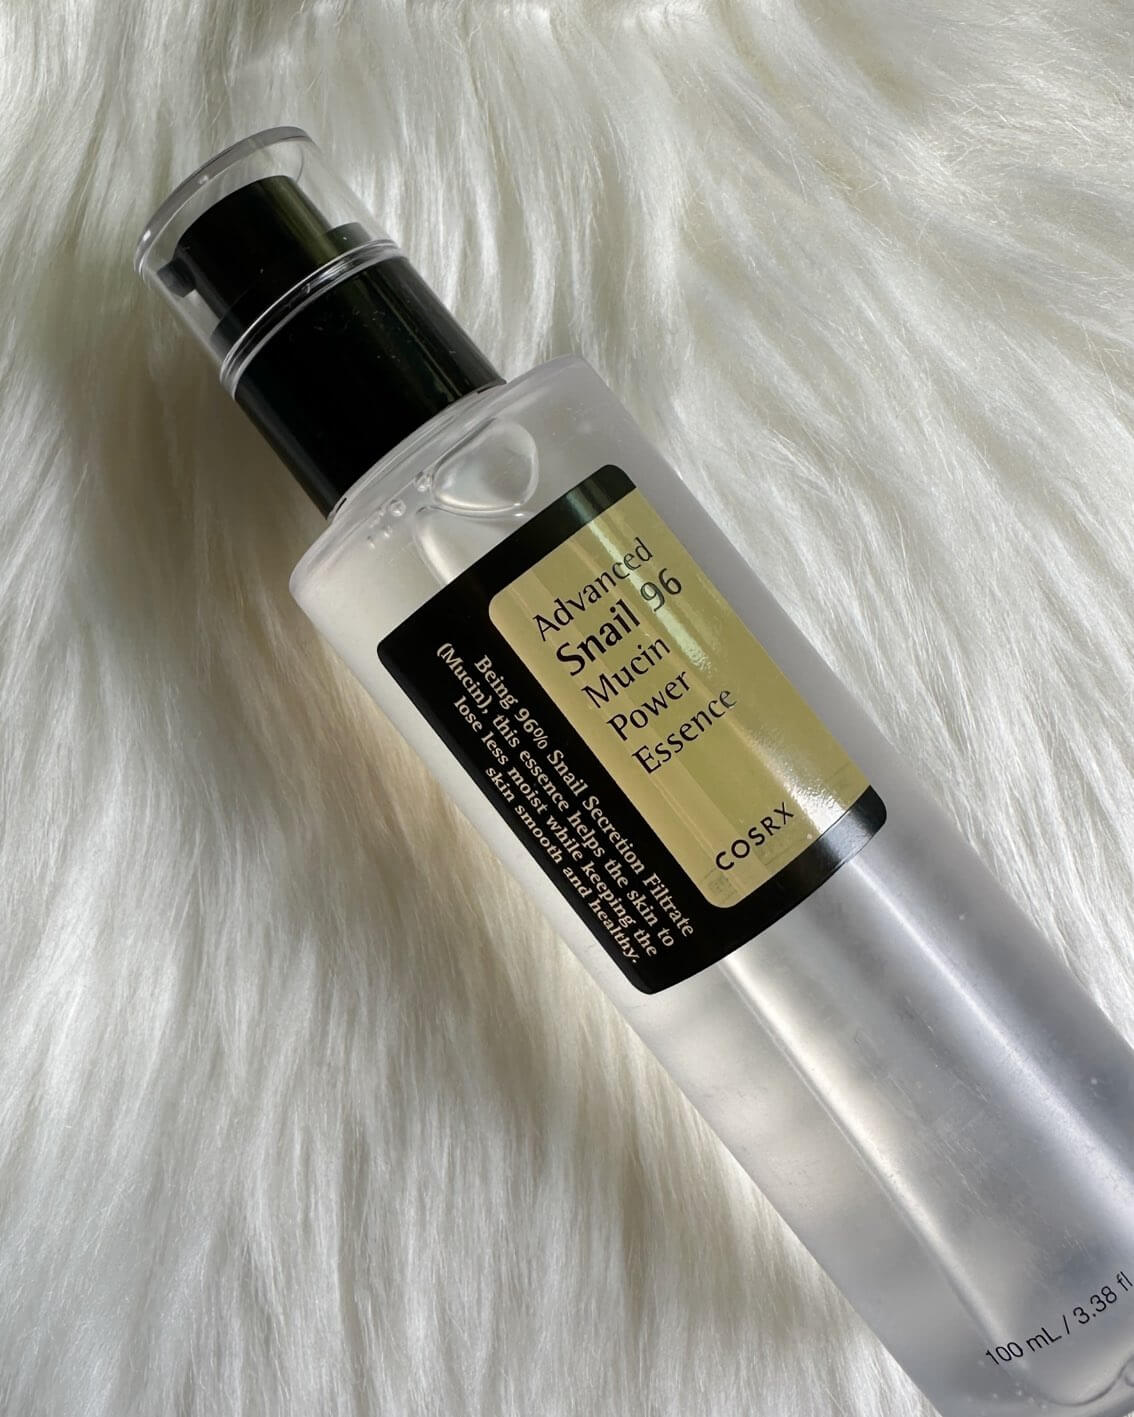 Advanced
Snail 96
Mucin
Power
Essence
COSRX
Being 96% Snail Secretion Filtrate
(Mucin), this essence helps the skin to
lose less moist while keeping the
skin smooth and healthy.
100 mL / 3.38 fl